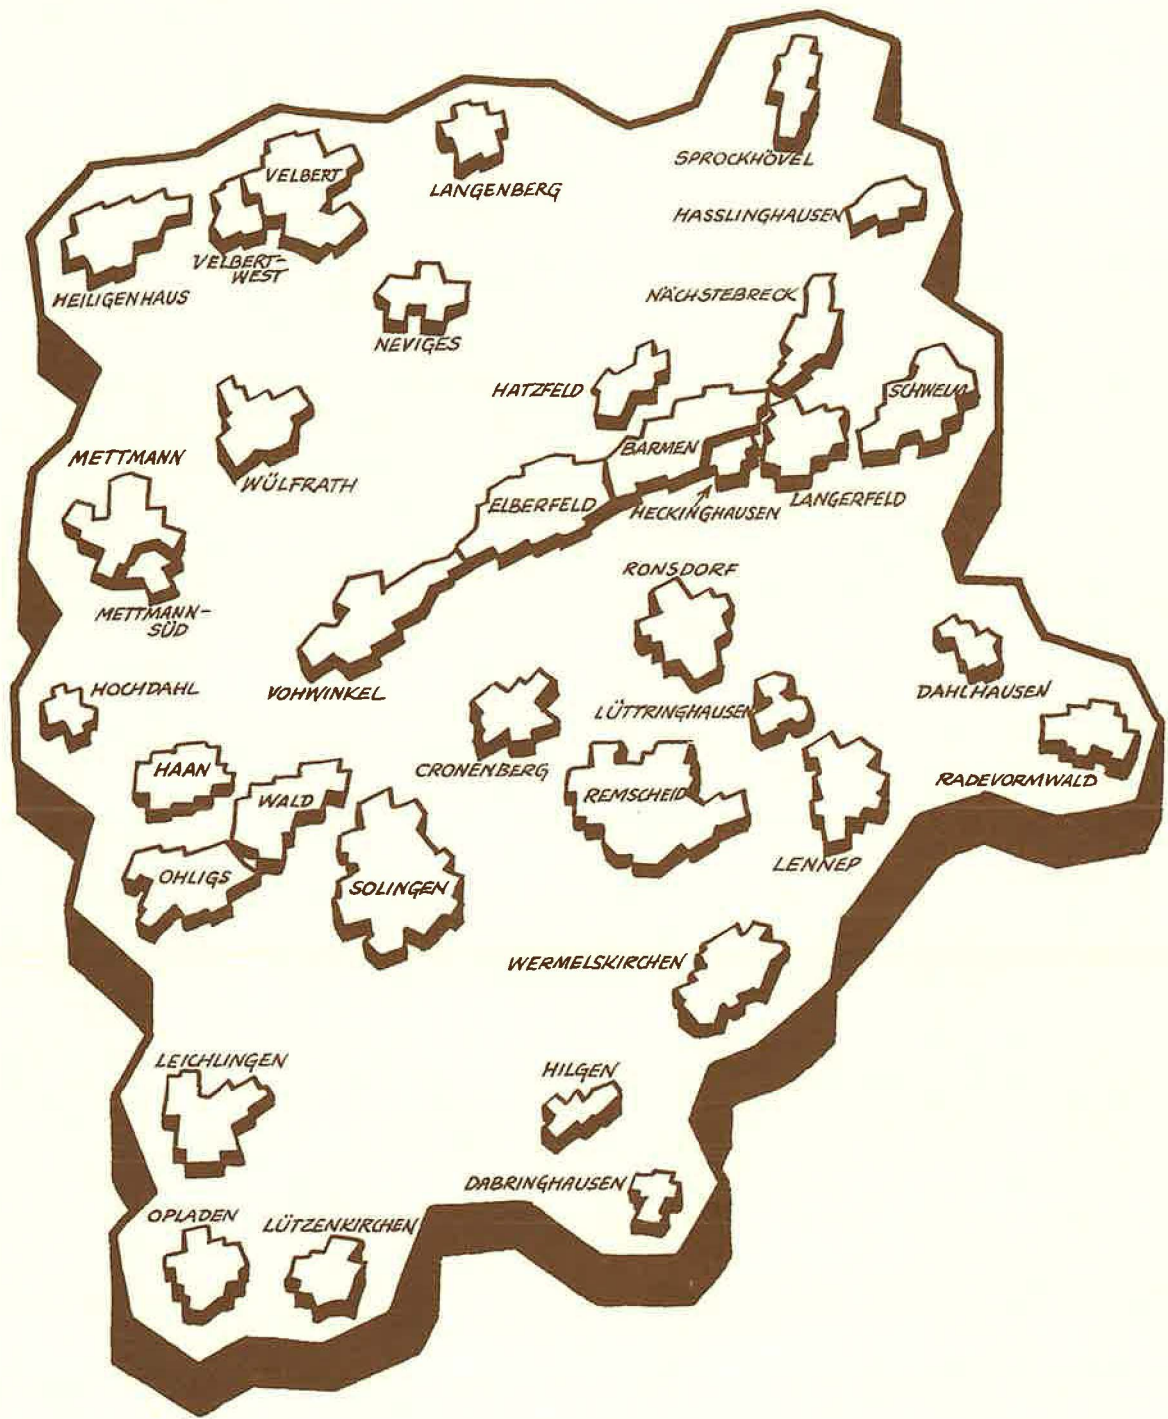 SPROCKHÖVEL
VELBERT
LANGENBERG
HASSLINGHAUSEN
VELBERT-
WEST
HEILIGENHAUS
NÄCHSTEBRECK
NEVIGES
HATZFELD
SCHWELM
BARMEN
METTMANN
WÜLFRATH
ELBERFELD
HECKINGHAUSEN
LANGERFELD
RONSDORF
METTMANN-
SÜD
HOCHDAHL
VOHWINKEL
DAHLHAUSEN
LÜTTRINGHAUSEN
HAAN
CRONENBERG
RADEVORMWALD
WALD
REMSCHEID
LENNEP
OHLIGS
SOLINGEN
WERMELSKIRCHEN
LEICHLINGEN
HILGEN
DABRINGHAUSEN
OPLADEN
LÜTZENKIRCHEN